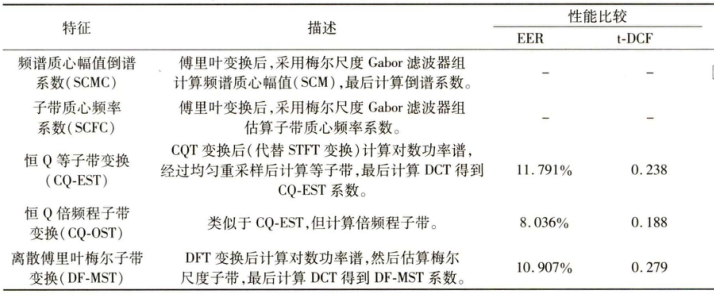 特征 描述 性能比较
EER t-DCF
频谱质心幅值倒谱 傅里叶变换后,采用梅尔尺度 Gabor 滤波器组
系数(SCMC) 计算频谱质心幅值(SCM),最后计算倒谱系数。 – –
子带质心频率 傅里叶变换后,采用梅尔尺度 Gabor 滤波器组
系数(SCFC) 估算子带质心频率系数。 – –
CQT 变换后(代替 STFT 变换)计算对数功率谱,
恒 Q 等子带变换 经过均匀重采样后计算等子带,最后计算 DCT 得到 11.791% 0.238
(CQ-EST) CQ-EST 系数。
恒 Q 倍频程子带 类似于 CQ-EST,但计算倍频程子带。 8.036% 0.188
变换(CQ-OST)
离散傅里叶梅尔子带 DFT 变换后计算对数功率谱,然后估算梅尔 10.907% 0.279
变换(DF-MST) 尺度子带,最后计算 DCT 得到 DF-MST 系数。